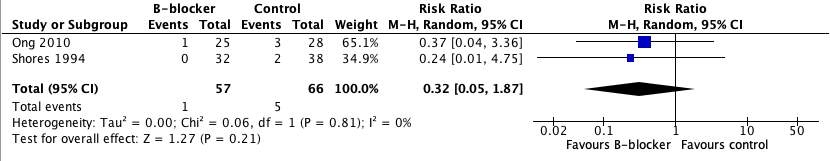 B-blocker Control Risk Ratio Risk Ratio
Study or Subgroup Events Total Events Total Weight M-H, Random, 95% CI M-H, Random, 95% CI
Ong 2010 1 25 3 28 65.1% 0.37 [0.04, 3.36]
Shores 1994 0 32 2 38 34.9% 0.24 [0.01, 4.75]
Total (95% CI) 57 66 100.0% 0.32 [0.05, 1.87]
Total events 1 5
Heterogeneity: Tau² = 0.00; Chi² = 0.06, df = 1 (P = 0.81); I² = 0%
Test for overall effect: Z = 1.27 (P = 0.21)
0.02 0.1 1 10 50
Favours B-blocker Favours control